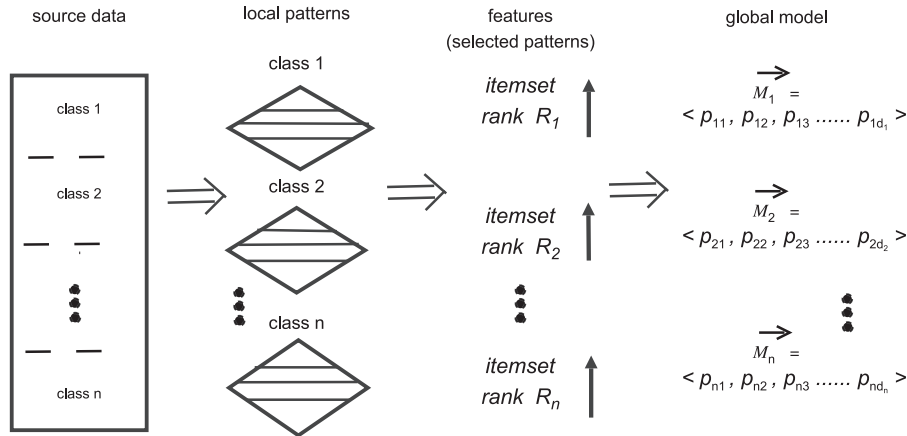 source data
local patterns
features
(selected patterns)
global model
class 1
class 2
class n
class 1
class 2
class n
itemset
rank R1
itemset
rank R2
itemset
rank Rn
M1 =
< p11 , p12 , p13 ...... p1d1 >
M2 =
< p21 , p22 , p23 ...... p2d2 >
Mn =
< pn1 , pn2 , pn3 ...... pndn >